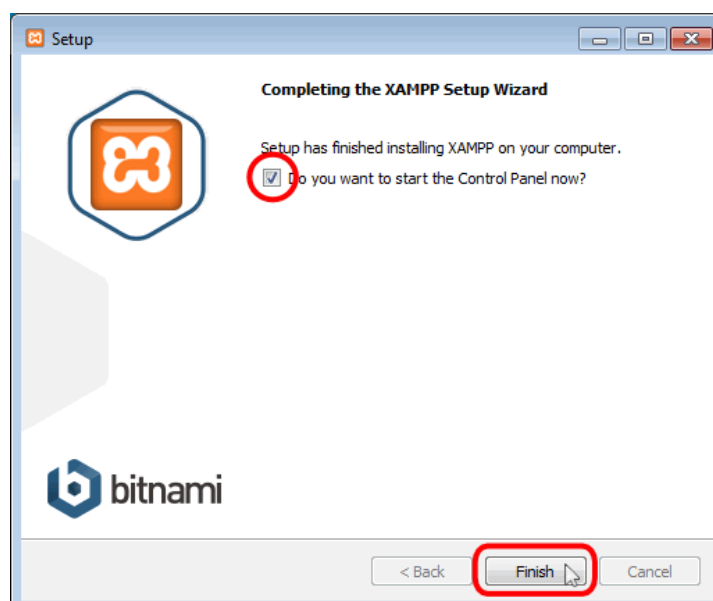 Setup
Completing the XAMPP Setup Wizard
Setup has finished installing XAMPP on your computer.
Do you want to start the Control Panel now?
bitnami
< Back
Finish
Cancel